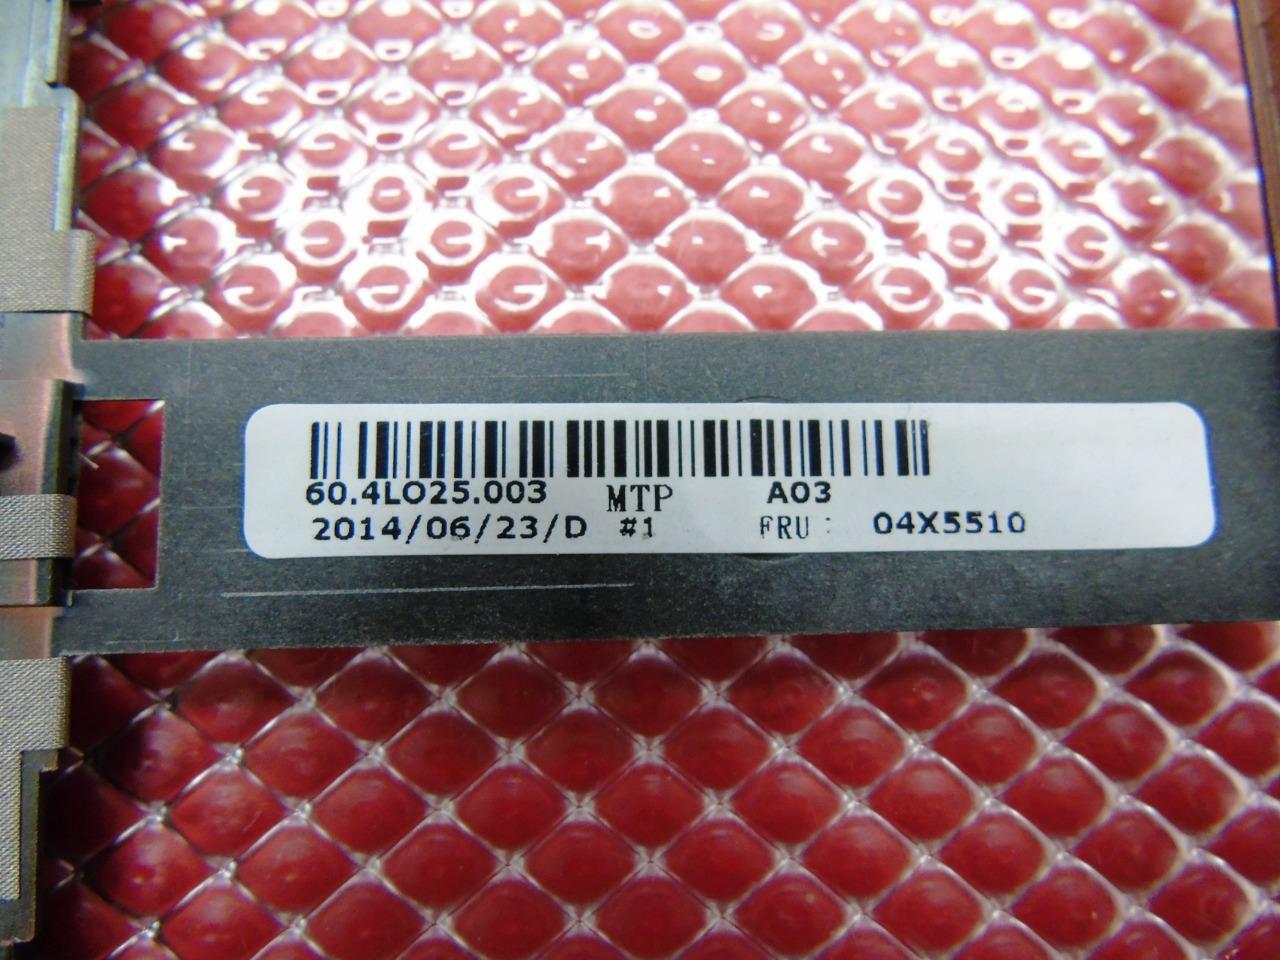 60.4LO25.003 MTP A03
2014/06/23/D #1 FRU: 04X5510